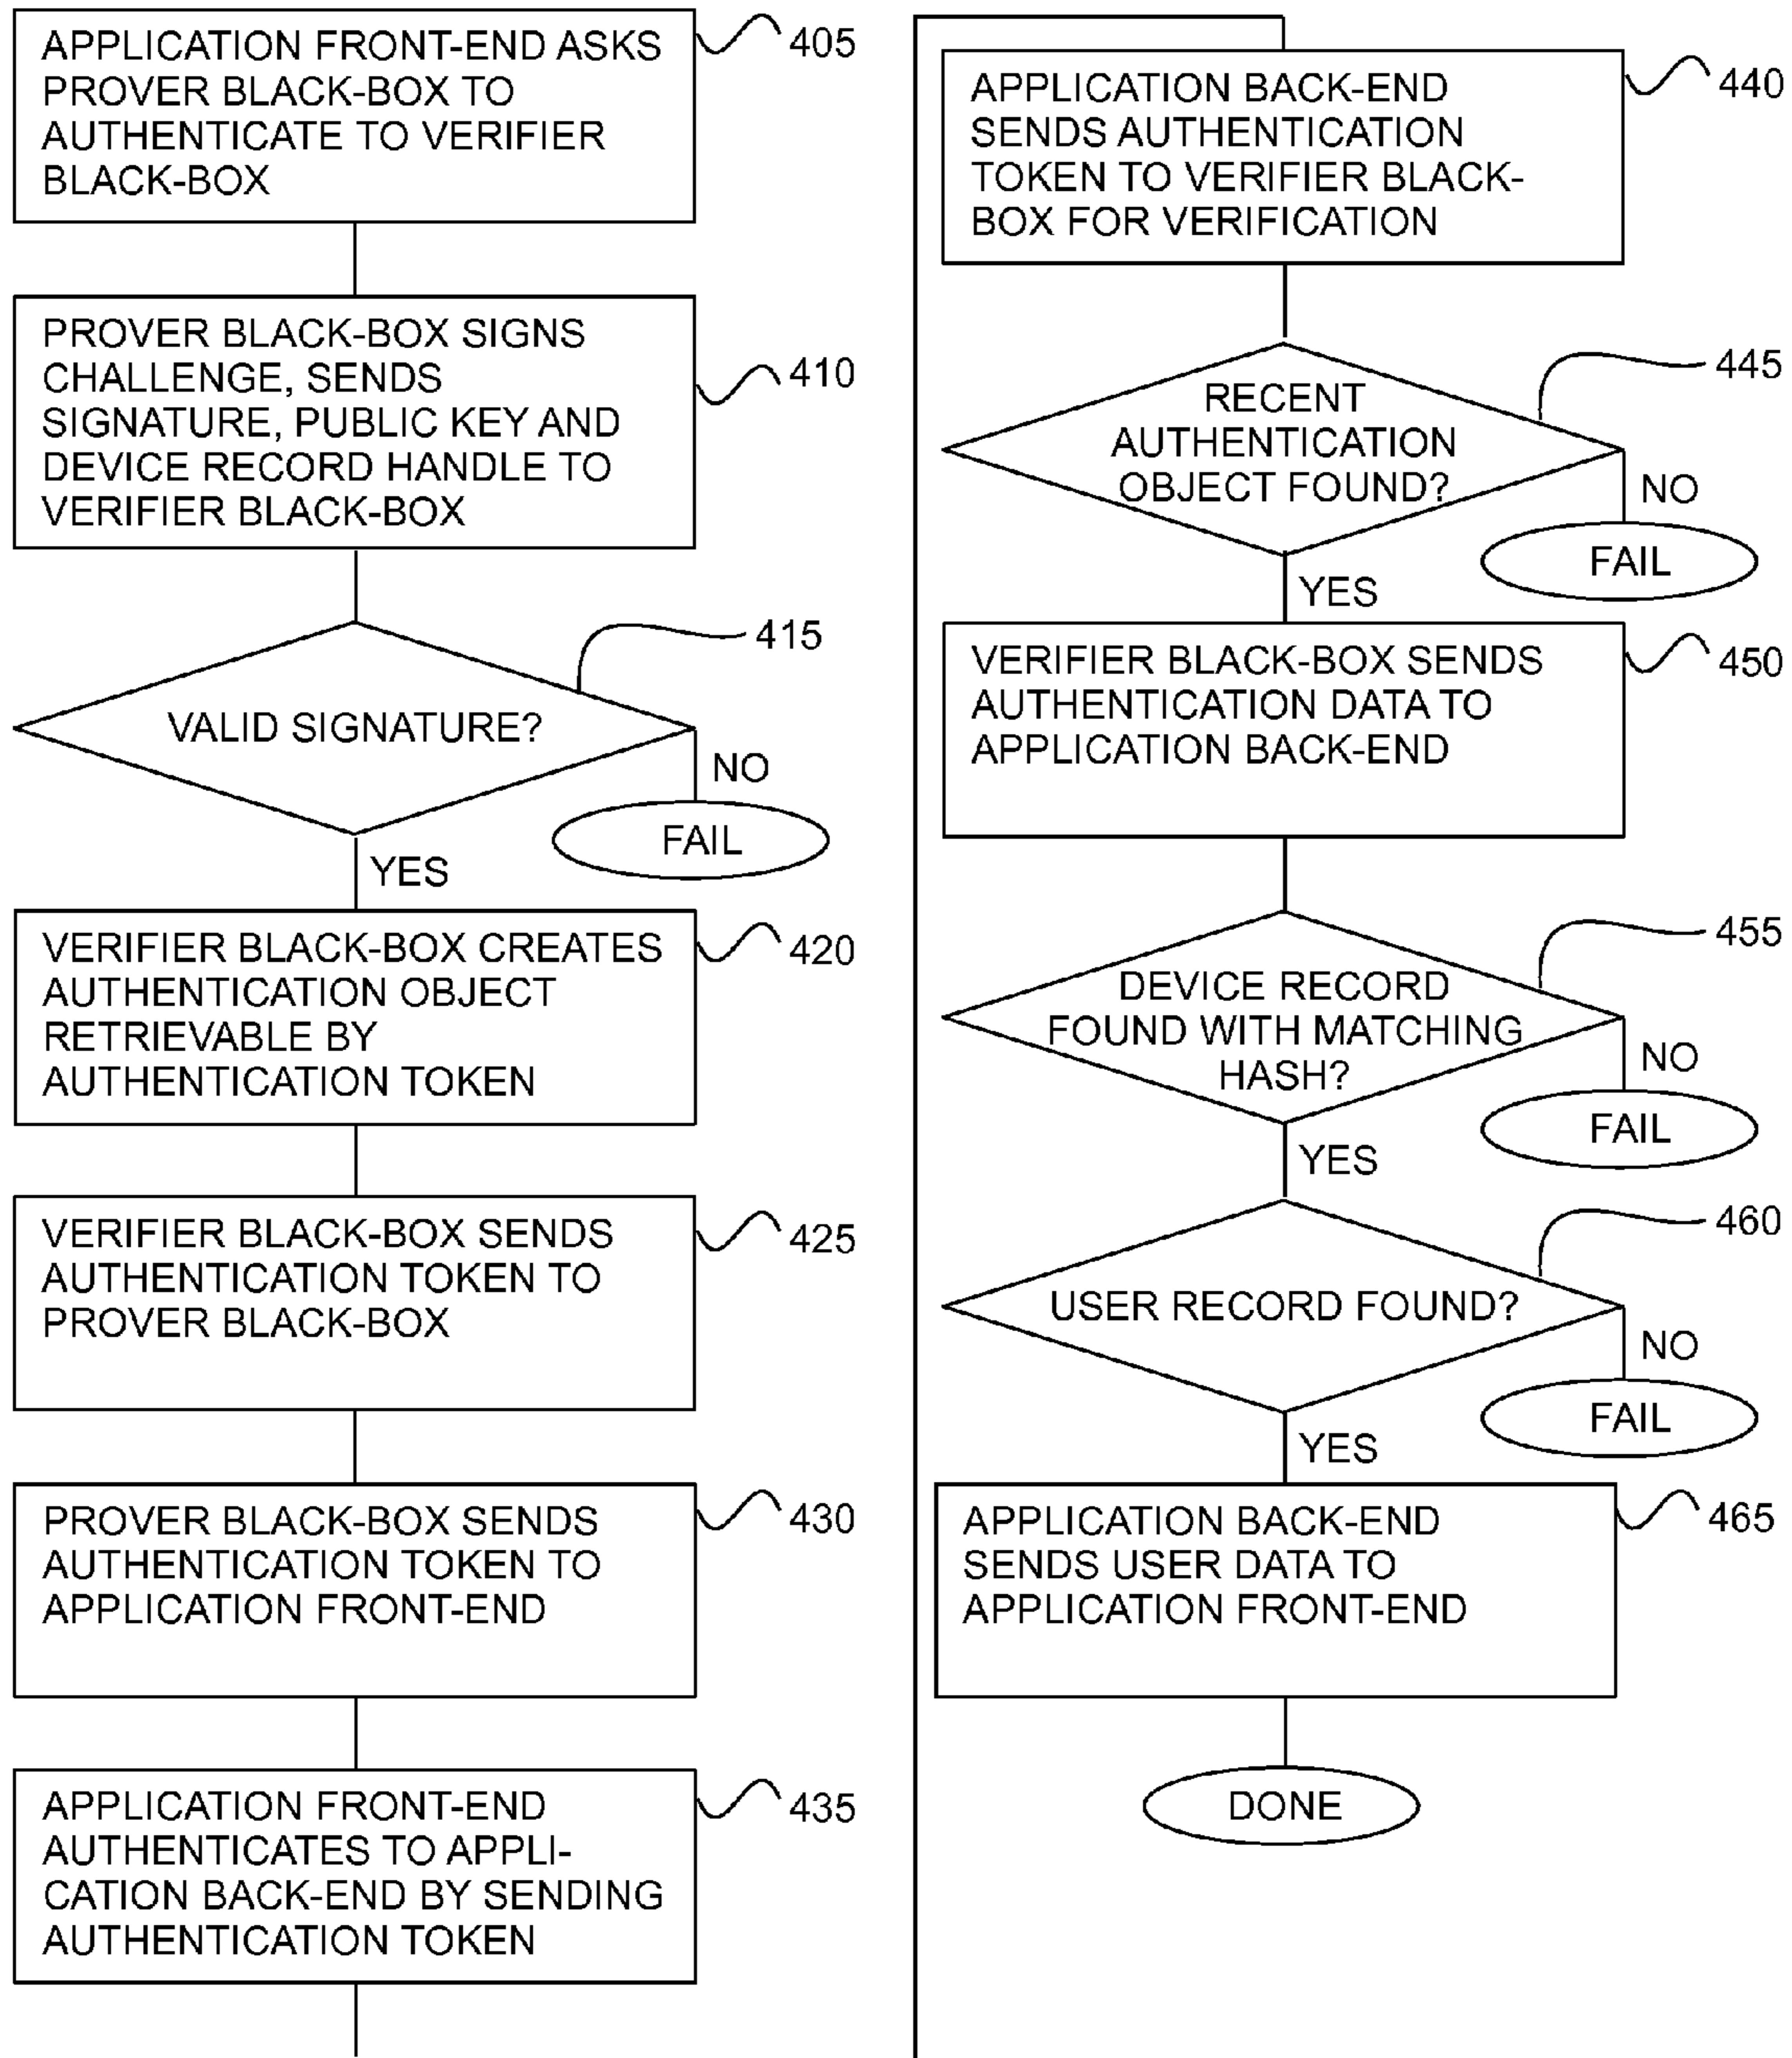 APPLICATION FRONT-END ASKS
PROVER BLACK-BOX TO
AUTHENTICATE TO VERIFIER
BLACK-BOX
405
PROVER BLACK-BOX SIGNS
CHALLENGE, SENDS
SIGNATURE, PUBLIC KEY AND
DEVICE RECORD HANDLE TO
VERIFIER BLACK-BOX
410
415
VALID SIGNATURE?
NO
FAIL
YES
VERIFIER BLACK-BOX CREATES
AUTHENTICATION OBJECT
RETRIEVABLE BY
AUTHENTICATION TOKEN
420
VERIFIER BLACK-BOX SENDS
AUTHENTICATION TOKEN TO
PROVER BLACK-BOX
425
PROVER BLACK-BOX SENDS
AUTHENTICATION TOKEN TO
APPLICATION FRONT-END
430
APPLICATION FRONT-END
AUTHENTICATES TO APPLI-
CATION BACK-END BY SENDING
AUTHENTICATION TOKEN
435
APPLICATION BACK-END
SENDS AUTHENTICATION
TOKEN TO VERIFIER BLACK-
BOX FOR VERIFICATION
440
445
RECENT
AUTHENTICATION
OBJECT FOUND?
NO
FAIL
YES
VERIFIER BLACK-BOX SENDS
AUTHENTICATION DATA TO
APPLICATION BACK-END
450
455
DEVICE RECORD
FOUND WITH MATCHING
HASH?
NO
FAIL
YES
460
USER RECORD FOUND?
NO
FAIL
YES
APPLICATION BACK-END
SENDS USER DATA TO
APPLICATION FRONT-END
465
DONE